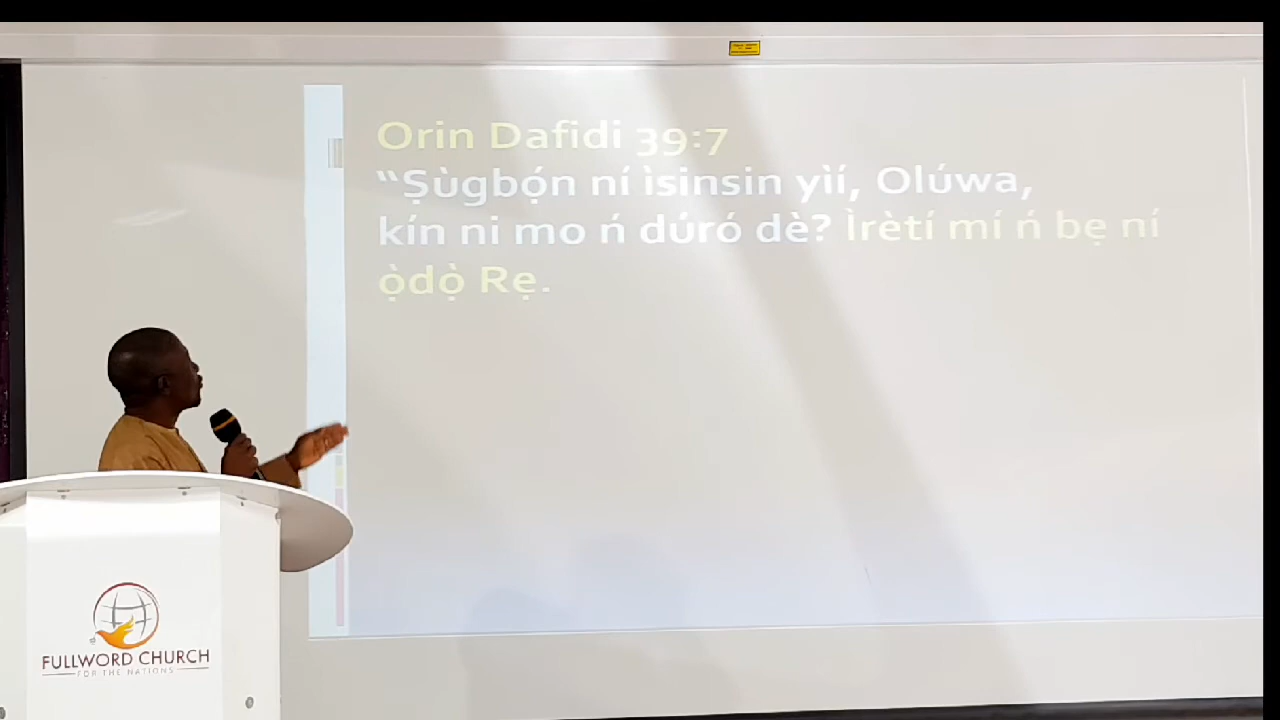 Orin Dafidi 39:7
“Ṣùgbọ́n ní ìsinsin yìí, Olúwa,
kín ni mo ń dúró dè? Ìrètí mí ń bẹ ní
ọ̀dọ̀ Rẹ.
FULLWORD CHURCH
FOR THE NATIONS